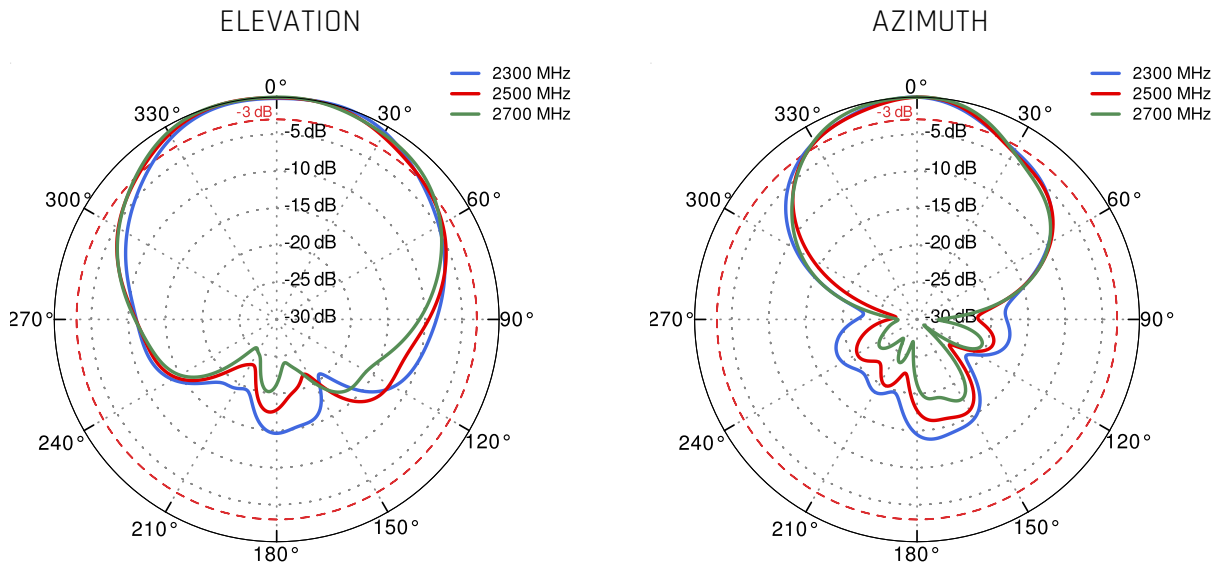 ELEVATION
2300 MHz
2500 MHz
2700 MHz
0°
330°
30°
-3 dB
-5 dB
-10 dB
300°
60°
-15 dB
-20 dB
-25 dB
270°
-30 dB
90°
240°
120°
210°
150°
180°
AZIMUTH
2300 MHz
2500 MHz
2700 MHz
0°
330°
30°
-3 dB
-5 dB
-10 dB
300°
60°
-15 dB
-20 dB
-25 dB
270°
-30 dB
90°
240°
120°
210°
150°
180°